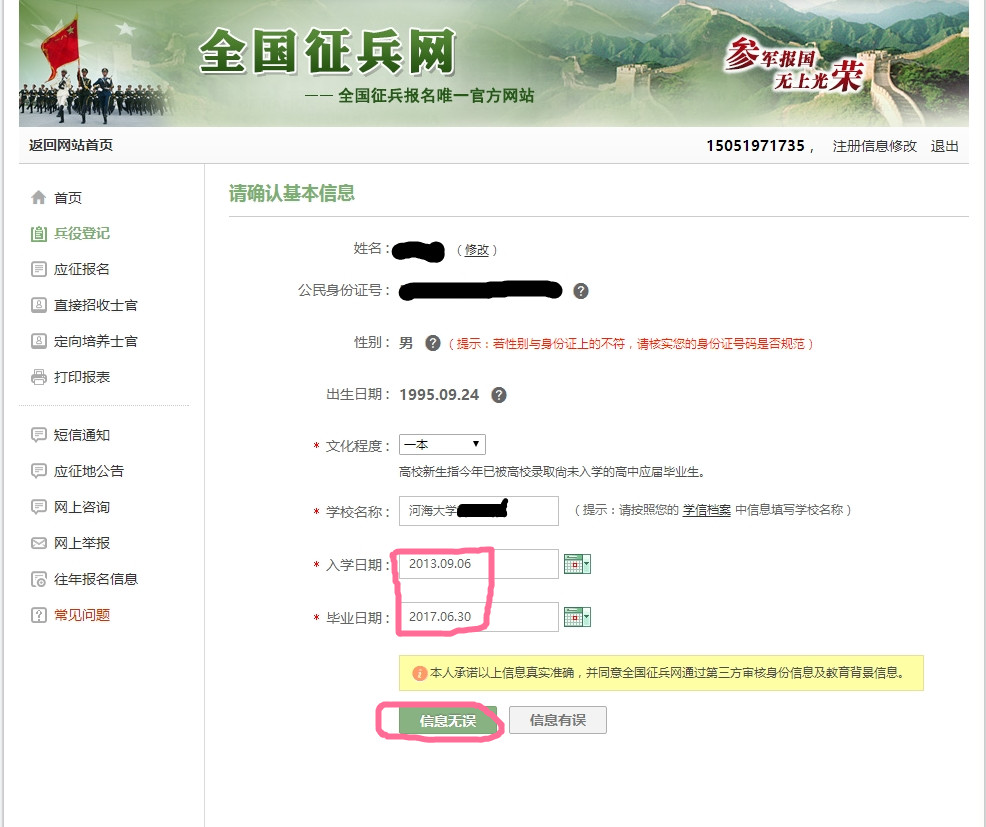 全国征兵网
—— 全国征兵报名唯一官方网站
参军报国
无上光荣
返回网站首页
15051971735， 注册信息修改 退出
首页
兵役登记
应征报名
直接招收士官
定向培养士官
打印报表
短信通知
应征地公告
网上咨询
网上举报
往年报名信息
常见问题
请确认基本信息
姓名： （修改）
公民身份证号： ?
性别： 男 ? （提示：若性别与身份证上的不符，请核实您的身份证号码是否规范）
出生日期： 1995.09.24 ?
* 文化程度： 一本
高校新生指今年已被高校录取尚未入学的高中应届毕业生。
* 学校名称： 河海大学 （提示：请按照您的 学信档案 中信息填写学校名称）
* 入学日期： 2013.09.06
* 毕业日期： 2017.06.30
本人承诺以上信息真实准确，并同意全国征兵网通过第三方审核身份信息及教育背景信息。
信息无误 信息有误